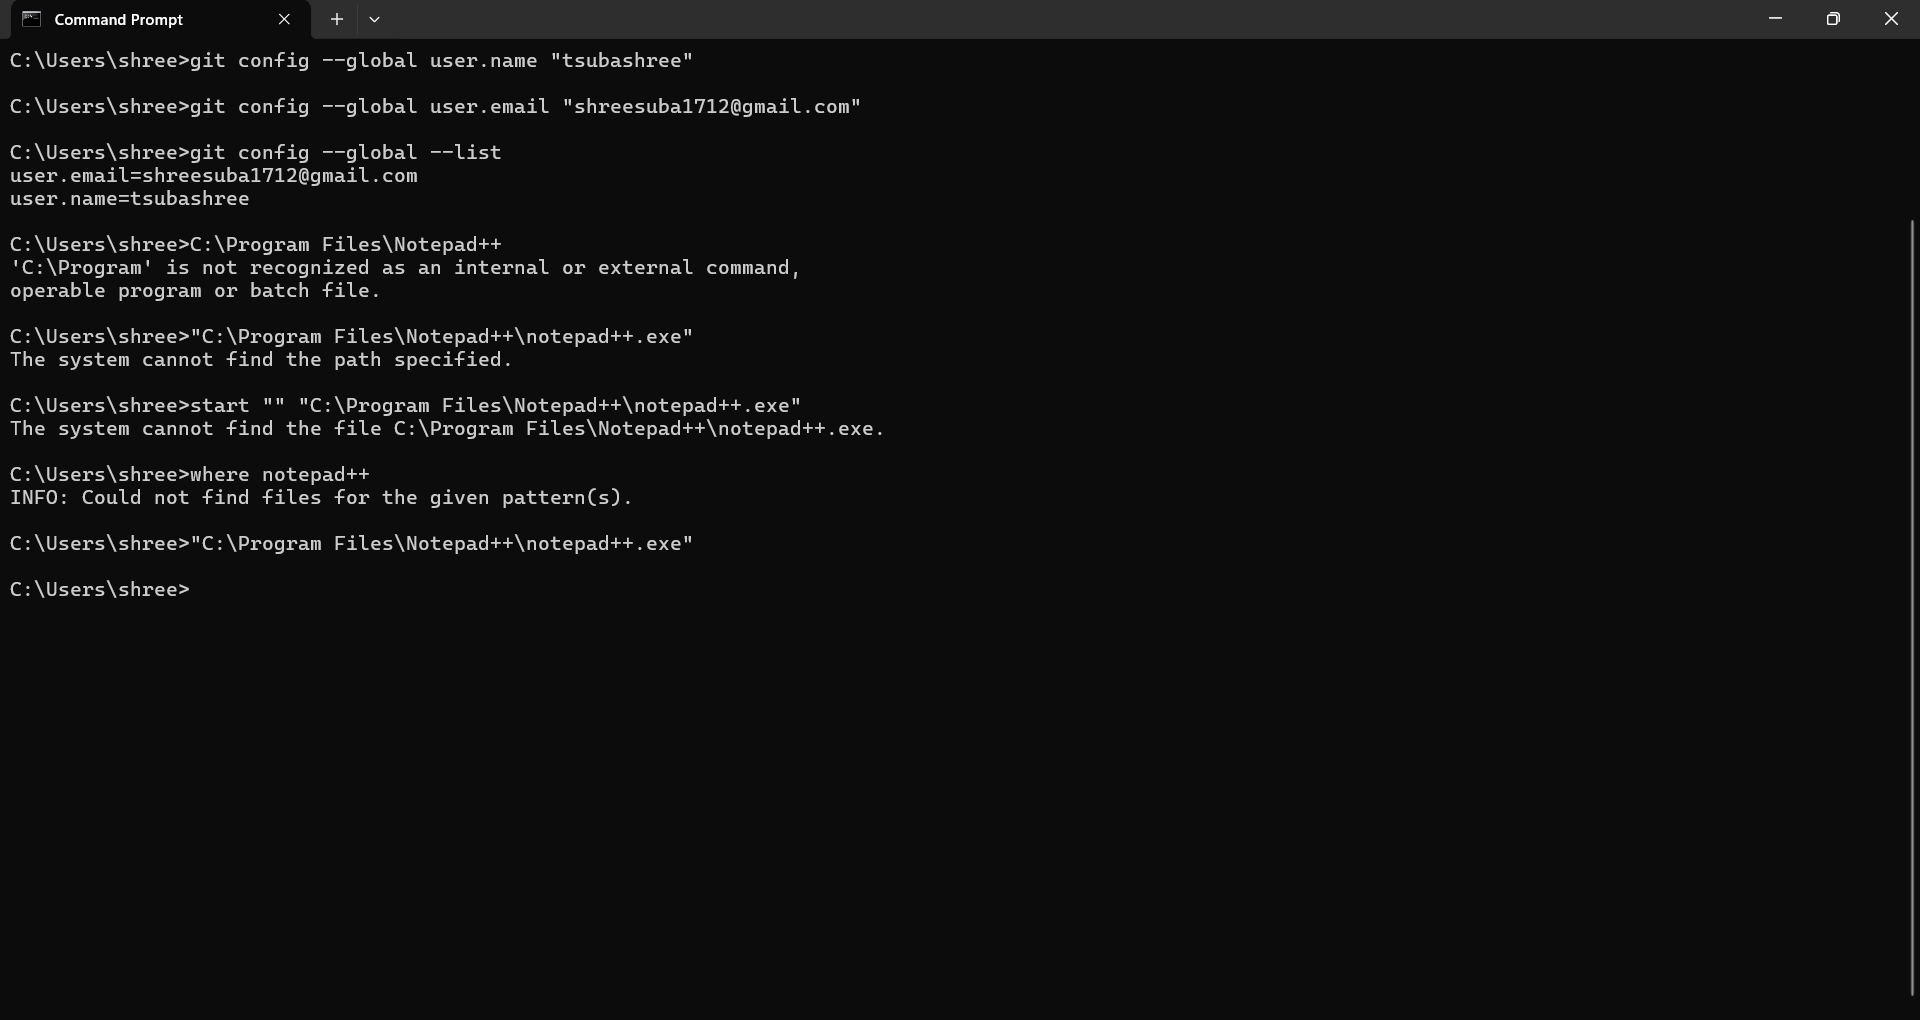 Command Prompt
C:\Users\shree>git config --global user.name "tsubashree"
C:\Users\shree>git config --global user.email "shreesuba1712@gmail.com"
C:\Users\shree>git config --global --list
user.email=shreesuba1712@gmail.com
user.name=tsubashree
C:\Users\shree>C:\Program Files\Notepad++
'C:\Program' is not recognized as an internal or external command,
operable program or batch file.
C:\Users\shree>"C:\Program Files\Notepad++\notepad++.exe"
The system cannot find the path specified.
C:\Users\shree>start "" "C:\Program Files\Notepad++\notepad++.exe"
The system cannot find the file C:\Program Files\Notepad++\notepad++.exe.
C:\Users\shree>where notepad++
INFO: Could not find files for the given pattern(s).
C:\Users\shree>"C:\Program Files\Notepad++\notepad++.exe"
C:\Users\shree>